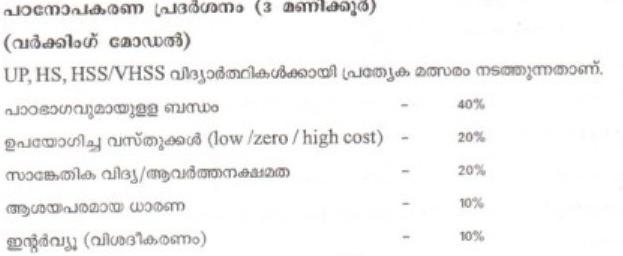 പഠനോപകരണ പ്രദർശനം (3 മണിക്കൂർ)
(വർക്കിംഗ് മോഡൽ)
UP, HS, HSS/VHSS വിദ്യാർത്ഥികൾക്കായി പ്രത്യേക മത്സരം നടത്തുന്നതാണ്.
പാഠഭാഗവുമായുളള ബന്ധം – 40%
ഉപയോഗിച്ച വസ്തുക്കൾ (low /zero / high cost) – 20%
സാങ്കേതിക വിദ്യ/ആവർത്തനക്ഷമത – 20%
ആശയപരമായ ധാരണ – 10%
ഇന്റർവ്യൂ (വിശദീകരണം) – 10%